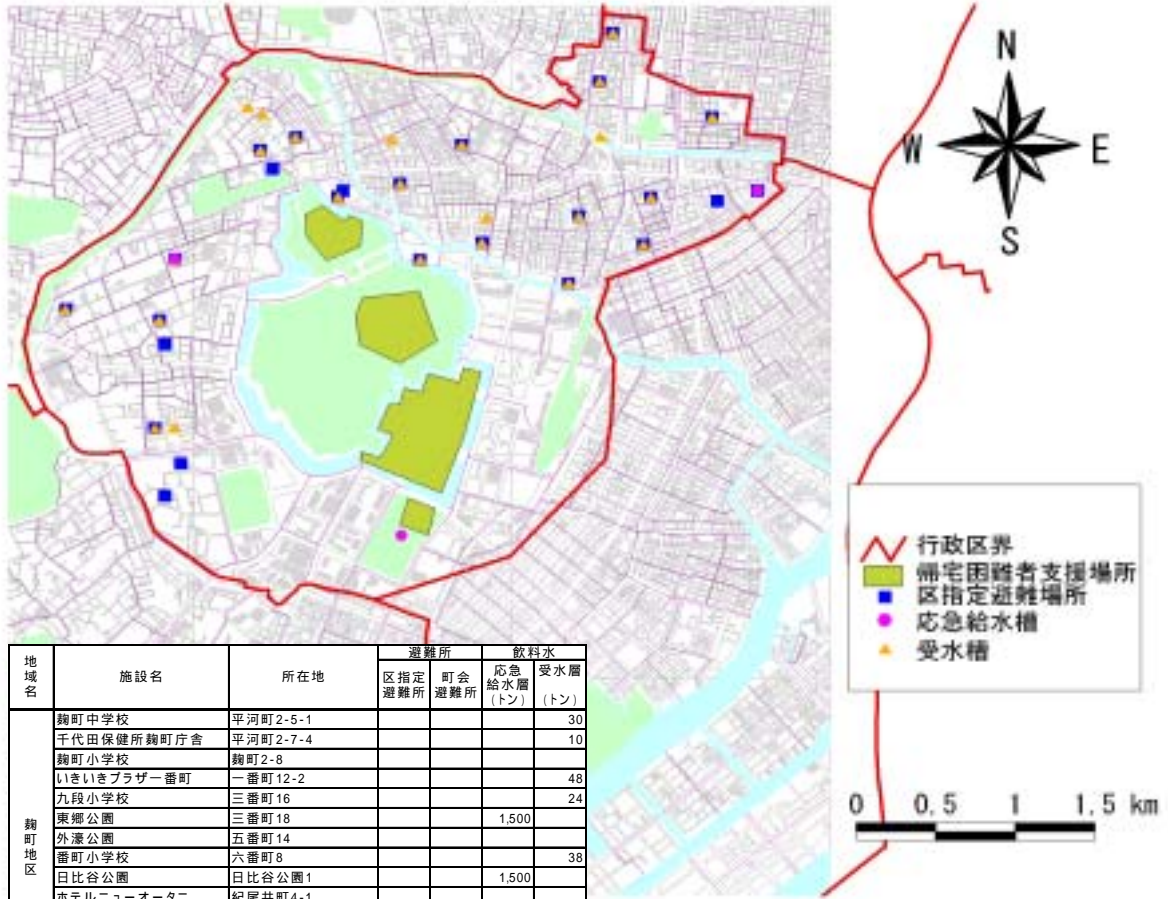 N
W E
S
行政区界
帰宅困難者支援場所
区指定避難場所
応急給水槽
受水槽
0 0.5 1 1.5 km
地域名 施設名 所在地 避難所 飲料水
区指定避難所 町会避難所 応急給水層(トン) 受水層(トン)
麹町地区
麹町中学校 平河町2-5-1 30
千代田保健所麹町庁舎 平河町2-7-4 10
麹町小学校 麹町2-8
いきいきプラザ一番町 一番町12-2 48
九段小学校 三番町16 24
東郷公園 三番町18 1,500
外濠公園 五番町14
番町小学校 六番町8 38
日比谷公園 日比谷公園1 1,500
ホテルニューオータニ 紀尾井町4-1